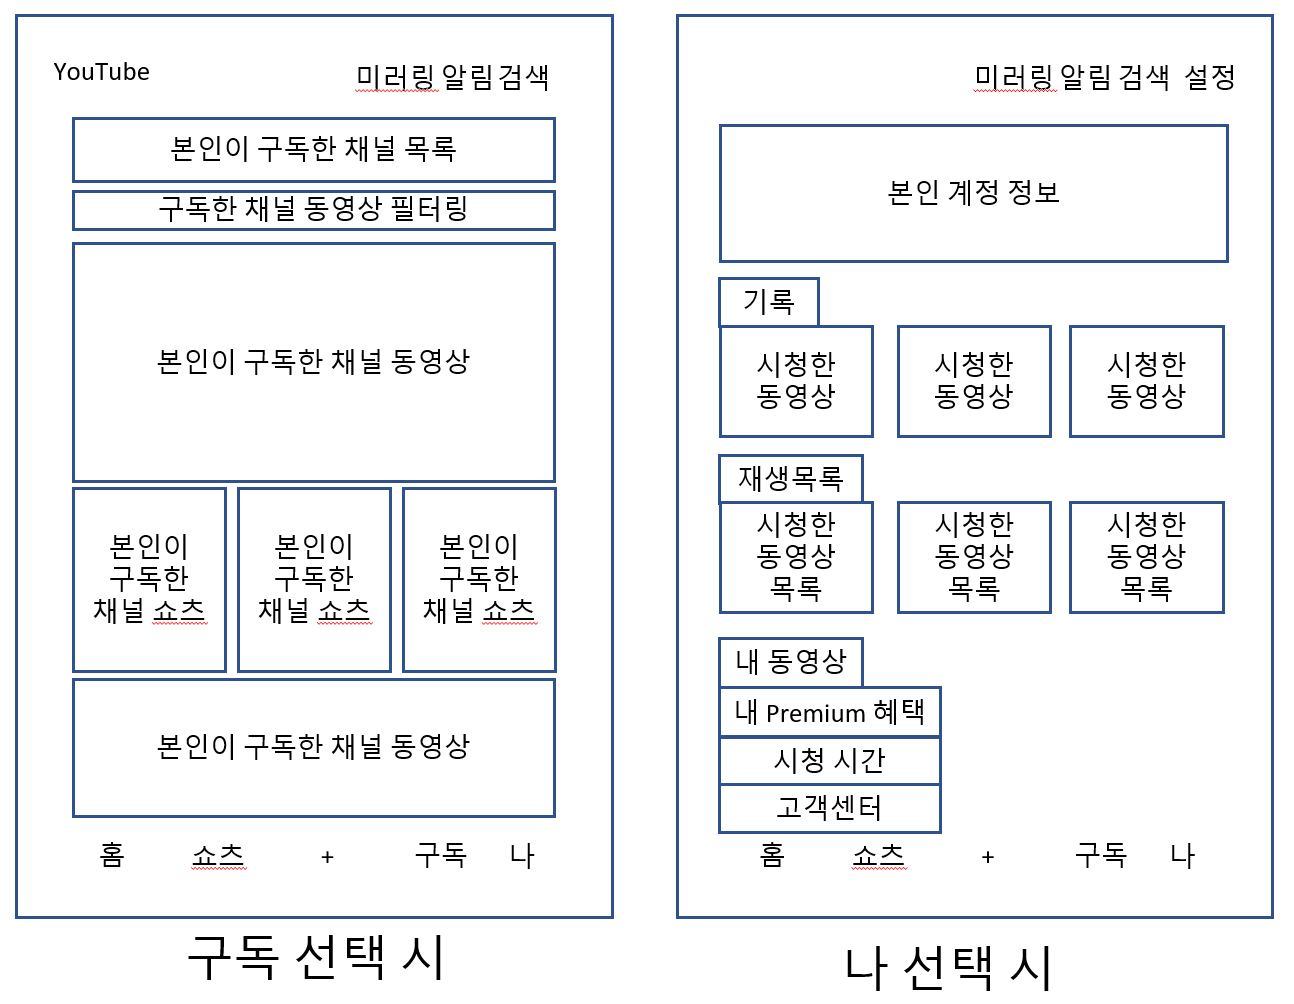 YouTube
미러링 알림 검색
본인이 구독한 채널 목록
구독한 채널 동영상 필터링
본인이 구독한 채널 동영상
본인이
구독한
채널 쇼츠
본인이
구독한
채널 쇼츠
본인이
구독한
채널 쇼츠
본인이 구독한 채널 동영상
홈 쇼츠 + 구독 나
구독 선택 시
미러링 알림 검색 설정
본인 계정 정보
기록
시청한
동영상
시청한
동영상
시청한
동영상
재생목록
시청한
동영상
목록
시청한
동영상
목록
시청한
동영상
목록
내 동영상
내 Premium 혜택
시청 시간
고객센터
홈 쇼츠 + 구독 나
나 선택 시